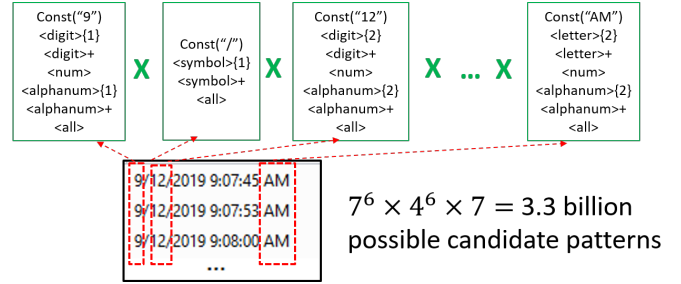 Const("9")
<digit>{1}
<digit>+
<num>
<alphanum>{1}
<alphanum>+
<all>
X
Const("/")
<symbol>{1}
<symbol>+
<all>
X
Const("12")
<digit>{2}
<digit>+
<num>
<alphanum>{2}
<alphanum>+
<all>
X ... X
Const("AM")
<letter>{2}
<letter>+
<num>
<alphanum>{2}
<alphanum>+
<all>
9/12/2019 9:07:45 AM
9/12/2019 9:07:53 AM
9/12/2019 9:08:00 AM
...
7⁶ × 4⁶ × 7 = 3.3 billion
possible candidate patterns